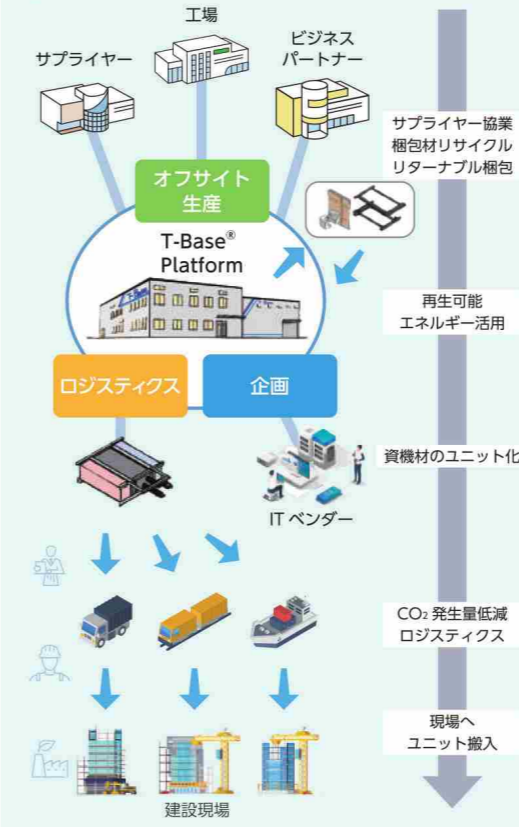 工場
サプライヤー
ビジネス
パートナー
サプライヤー協業
梱包材リサイクル
リターナブル梱包
オフサイト
生産
T-Base®
Platform
再生可能
エネルギー活用
ロジスティクス
企画
資機材のユニット化
ITベンダー
CO₂発生量低減
ロジスティクス
現場へ
ユニット搬入
建設現場